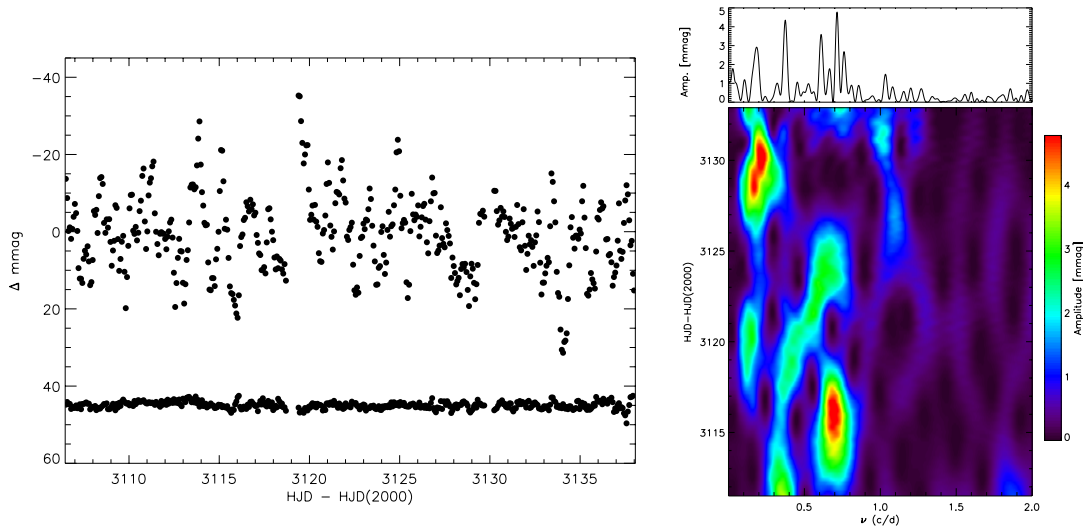 −40
−20
0
20
40
60
Δ mmag
3110 3115 3120 3125 3130 3135
HJD − HJD(2000)
5
4
3
2
1
0
Amp. [mmag]
3130
3125
3120
3115
HJD−HJD(2000)
0.5 1.0 1.5 2.0
ν (c/d)
4
3
2
1
0
Amplitude [mmag]